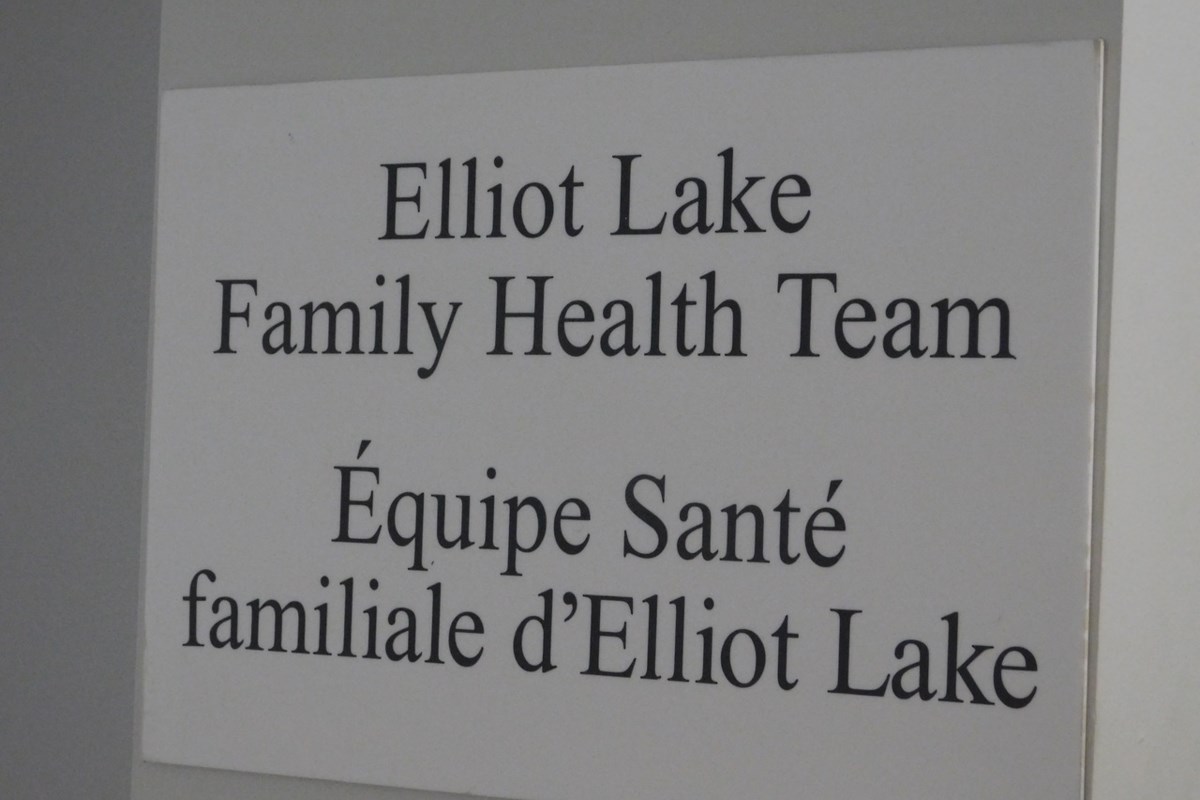 Elliot Lake
Family Health Team
Équipe Santé
familiale d’Elliot Lake